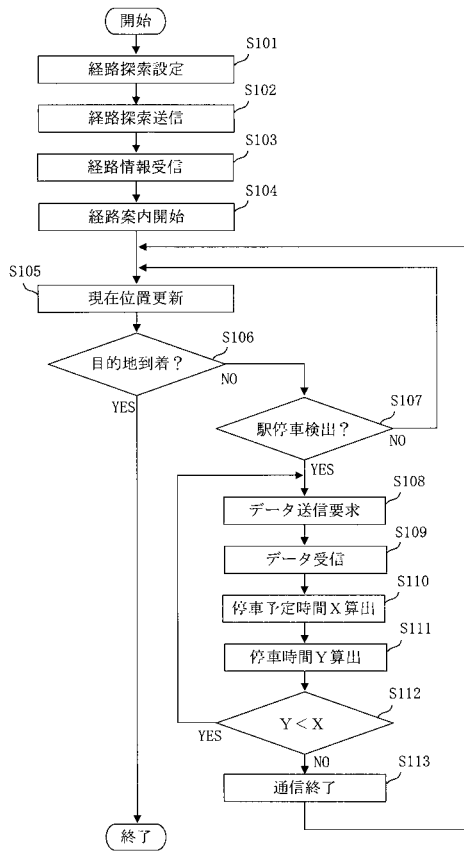 開始
S101
経路探索設定
S102
経路探索送信
S103
経路情報受信
S104
経路案内開始
S105
現在位置更新
S106
目的地到着？
NO
YES
S107
駅停車検出？
NO
YES
S108
データ送信要求
S109
データ受信
S110
停車予定時間X算出
S111
停車時間Y算出
S112
Y＜X
YES
NO
S113
通信終了
終了